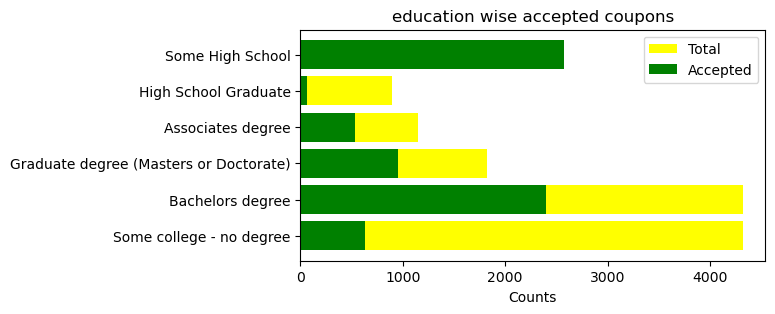 education wise accepted coupons
Total
Accepted
Some High School
High School Graduate
Associates degree
Graduate degree (Masters or Doctorate)
Bachelors degree
Some college - no degree
0 1000 2000 3000 4000
Counts